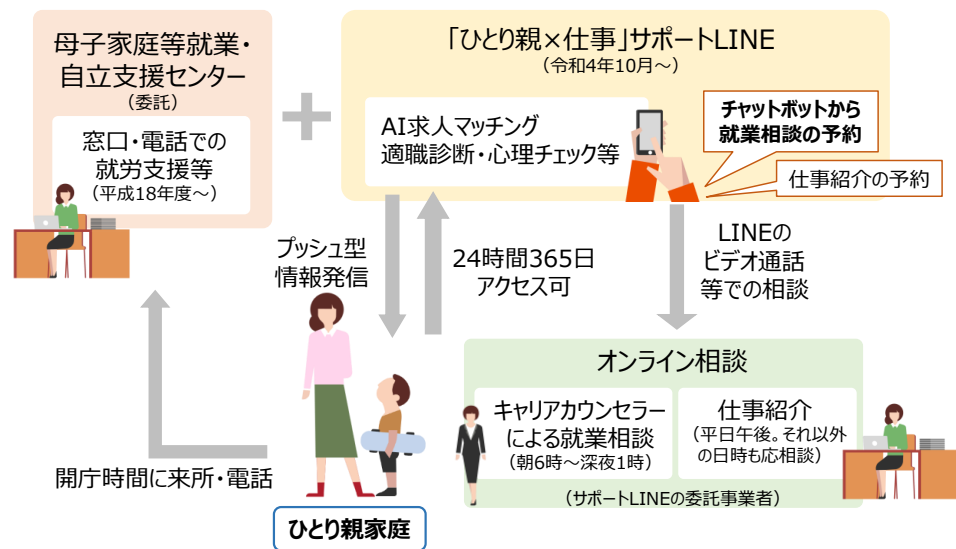 母子家庭等就業・
自立支援センター
（委託）
窓口・電話での
就労支援等
（平成18年度～）
「ひとり親×仕事」サポートLINE
（令和4年10月～）
AI求人マッチング
適職診断・心理チェック等
チャットボットから
就業相談の予約
仕事紹介の予約
プッシュ型
情報発信
24時間365日
アクセス可
LINEの
ビデオ通話
等での相談
オンライン相談
キャリアカウンセラー
による就業相談
（朝6時～深夜1時）
仕事紹介
（平日午後。それ以外
の日時も応相談）
（サポートLINEの委託事業者）
開庁時間に来所・電話
ひとり親家庭